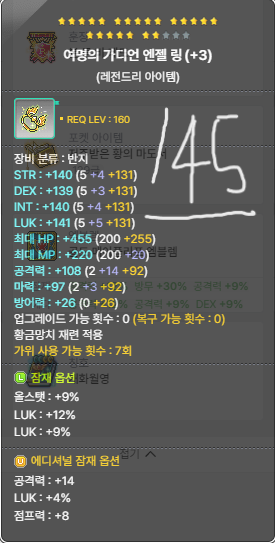 여명의 가디언 엔젤 링 (+3)
(레전드리 아이템)
REQ LEV : 160
145
장비 분류 : 반지
STR : +140 (5 +4 +131)
DEX : +139 (5 +3 +131)
INT : +140 (5 +4 +131)
LUK : +141 (5 +5 +131)
최대 HP : +455 (200 +255)
최대 MP : +220 (200 +20)
공격력 : +108 (2 +14 +92)
마력 : +97 (2 +3 +92)
방어력 : +26 (0 +26)
업그레이드 가능 횟수 : 0 (복구 가능 횟수 : 0)
황금망치 재련 적용
가위 사용 가능 횟수 : 7회
잠재 옵션
올스탯 : +9%
LUK : +12%
LUK : +9%
접기
에디셔널 잠재 옵션
공격력 : +14
LUK : +4%
점프력 : +8